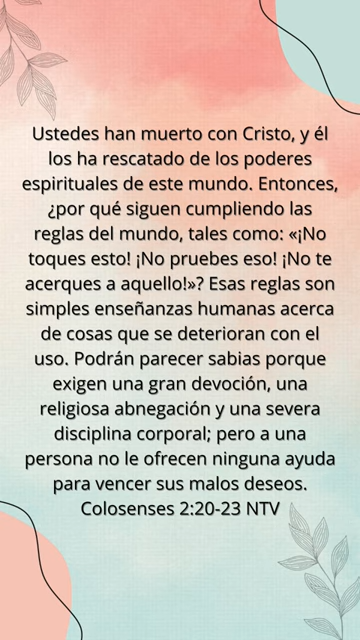 Ustedes han muerto con Cristo, y él
los ha rescatado de los poderes
espirituales de este mundo. Entonces,
¿por qué siguen cumpliendo las
reglas del mundo, tales como: «¡No
toques esto! ¡No pruebes eso! ¡No te
acerques a aquello!»? Esas reglas son
simples enseñanzas humanas acerca
de cosas que se deterioran con el
uso. Podrán parecer sabias porque
exigen una gran devoción, una
religiosa abnegación y una severa
disciplina corporal; pero a una
persona no le ofrecen ninguna ayuda
para vencer sus malos deseos.
Colosenses 2:20-23 NTV